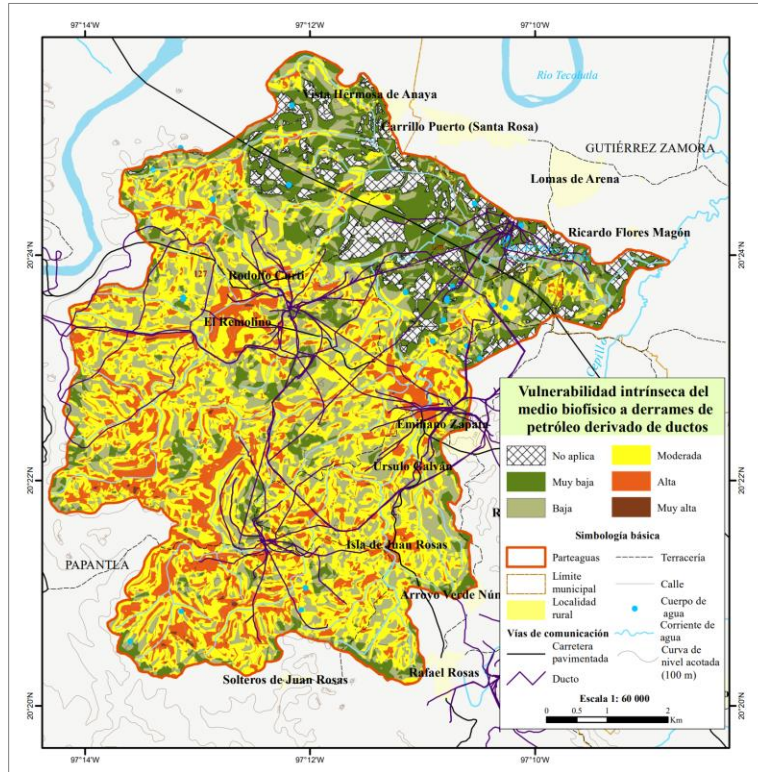 97°14'W
97°12'W
97°10'W
Río Tecolutla
Vista Hermosa de Anaya
Carrillo Puerto (Santa Rosa)
GUTIÉRREZ ZAMORA
Lomas de Arena
Ricardo Flores Magón
20°24'N
20°24'N
127
Rodolfo Curti
El Remolino
Emiliano Zapata
Ursulo Galván
20°22'N
20°22'N
Isla de Juan Rosas
PAPANTLA
Arroyo Verde Nún
Solteros de Juan Rosas
Rafael Rosas
20°20'N
20°20'N
Vulnerabilidad intrínseca del
medio biofísico a derrames de
petróleo derivado de ductos
No aplica
Moderada
Muy baja
Alta
Baja
Muy alta
Simbología básica
Parteaguas
Terracería
Límite
municipal
Calle
Localidad
rural
Cuerpo de
agua
Vías de comunicación
Corriente de
agua
Carretera
pavimentada
Curva de
nivel acotada
(100 m)
Ducto
Escala 1: 60 000
0 0.5 1 2
Km
97°14'W
97°12'W
97°10'W